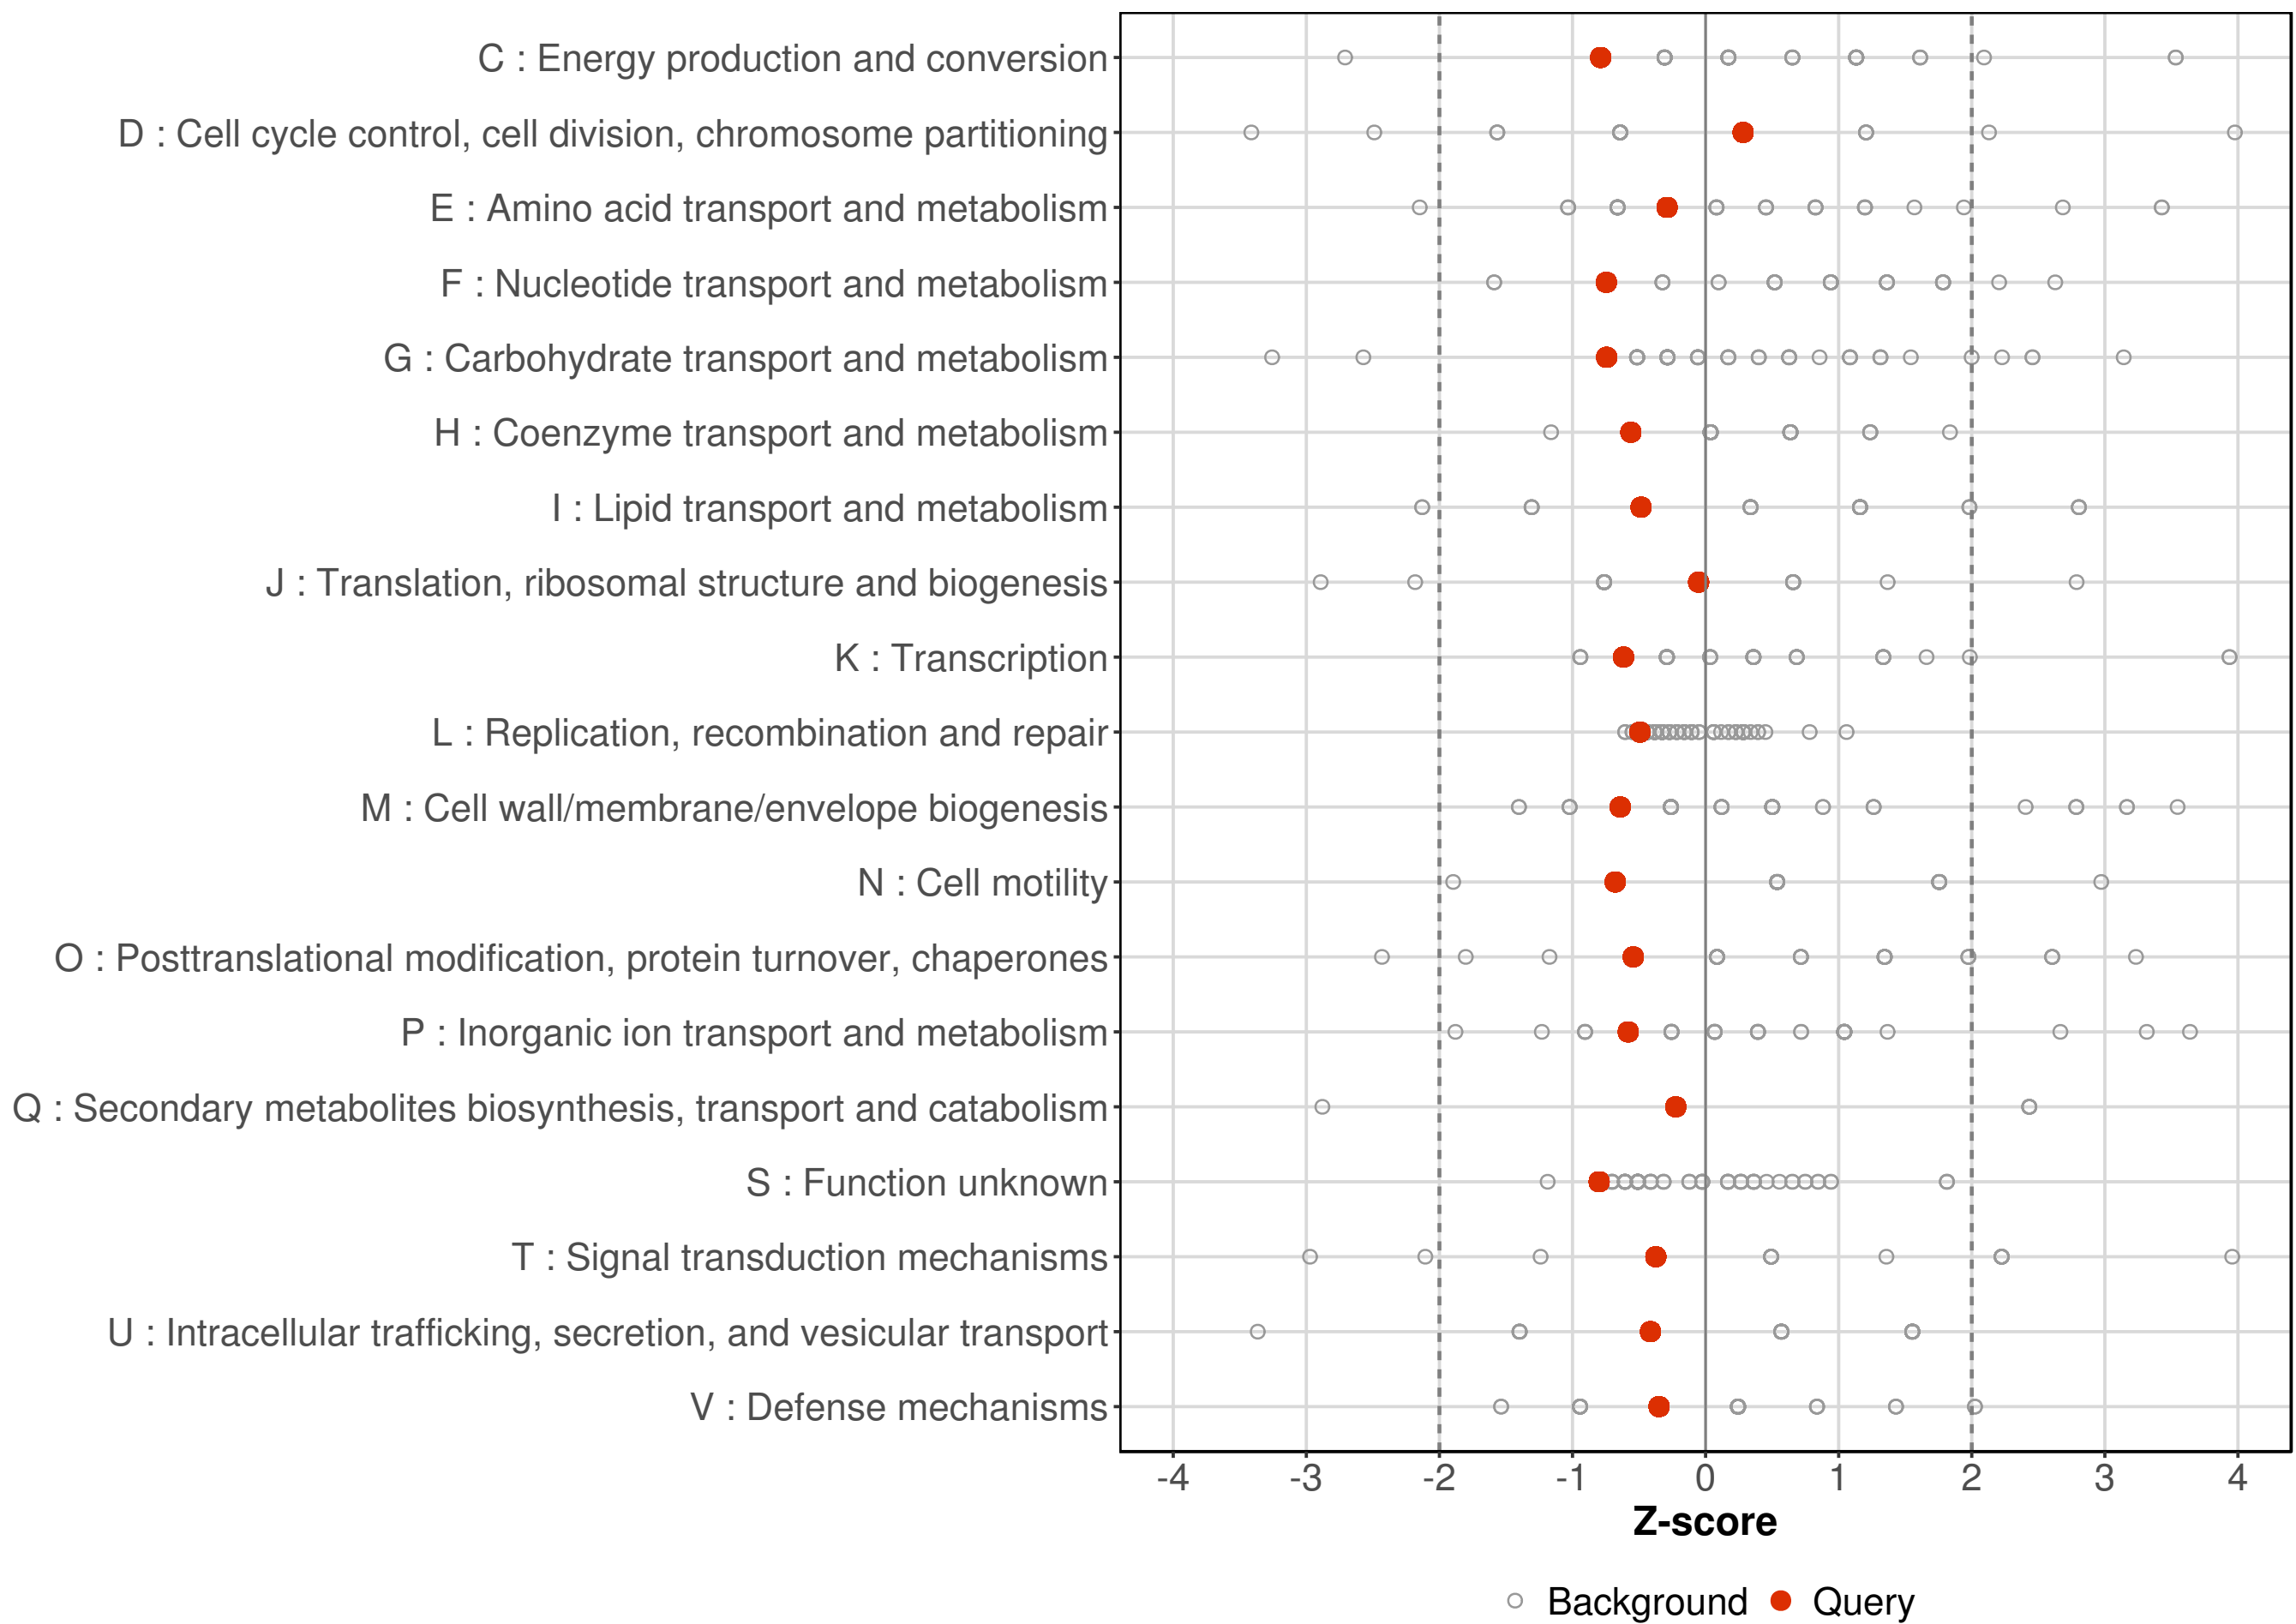 C : Energy production and conversion
D : Cell cycle control, cell division, chromosome partitioning
E : Amino acid transport and metabolism
F : Nucleotide transport and metabolism
G : Carbohydrate transport and metabolism
H : Coenzyme transport and metabolism
I : Lipid transport and metabolism
J : Translation, ribosomal structure and biogenesis
K : Transcription
L : Replication, recombination and repair
M : Cell wall/membrane/envelope biogenesis
N : Cell motility
O : Posttranslational modification, protein turnover, chaperones
P : Inorganic ion transport and metabolism
Q : Secondary metabolites biosynthesis, transport and catabolism
S : Function unknown
T : Signal transduction mechanisms
U : Intracellular trafficking, secretion, and vesicular transport
V : Defense mechanisms
-4 -3 -2 -1 0 1 2 3 4
Z-score
Background Query